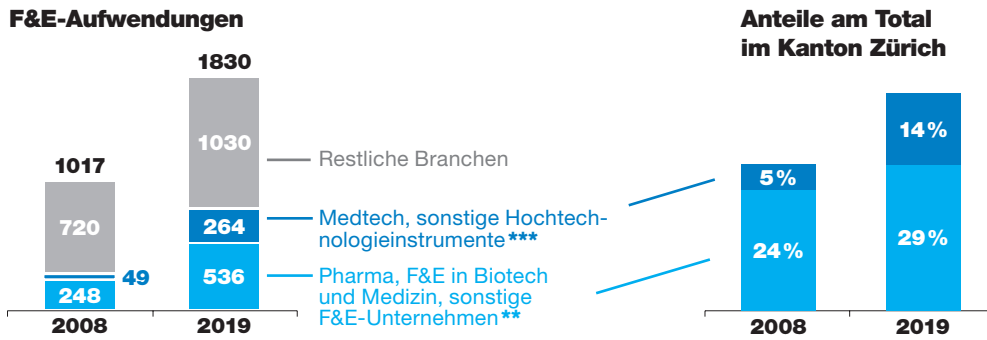 F&E-Aufwendungen
1830
1030
1017
720
264
49
248
536
2008
2019
Restliche Branchen
Medtech, sonstige Hochtech-
nologieinstrumente***
Pharma, F&E in Biotech
und Medizin, sonstige
F&E-Unternehmen**
Anteile am Total
im Kanton Zürich
14%
5%
24%
29%
2008
2019